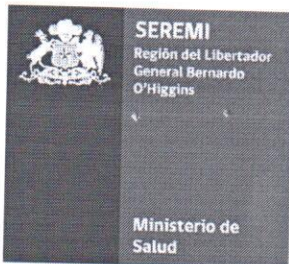 SEREMI
Región del Libertador
General Bernardo
O'Higgins
Ministerio de
Salud